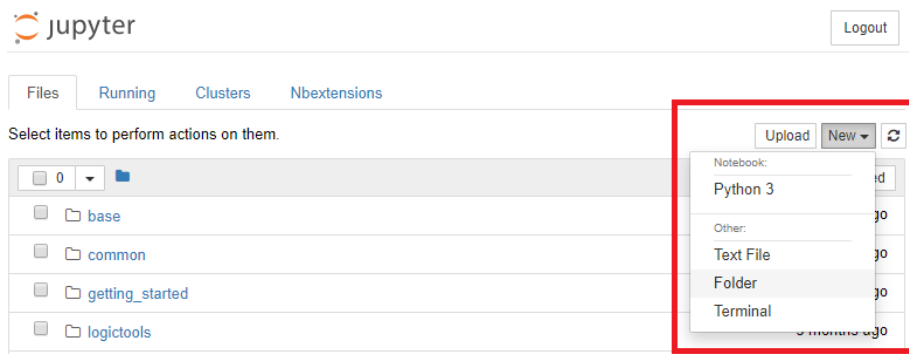 jupyter
Logout
Files Running Clusters Nbextensions
Select items to perform actions on them.
Upload New
0
Notebook:
Python 3
base
Other:
Text File
common
Folder
getting_started
Terminal
logictools